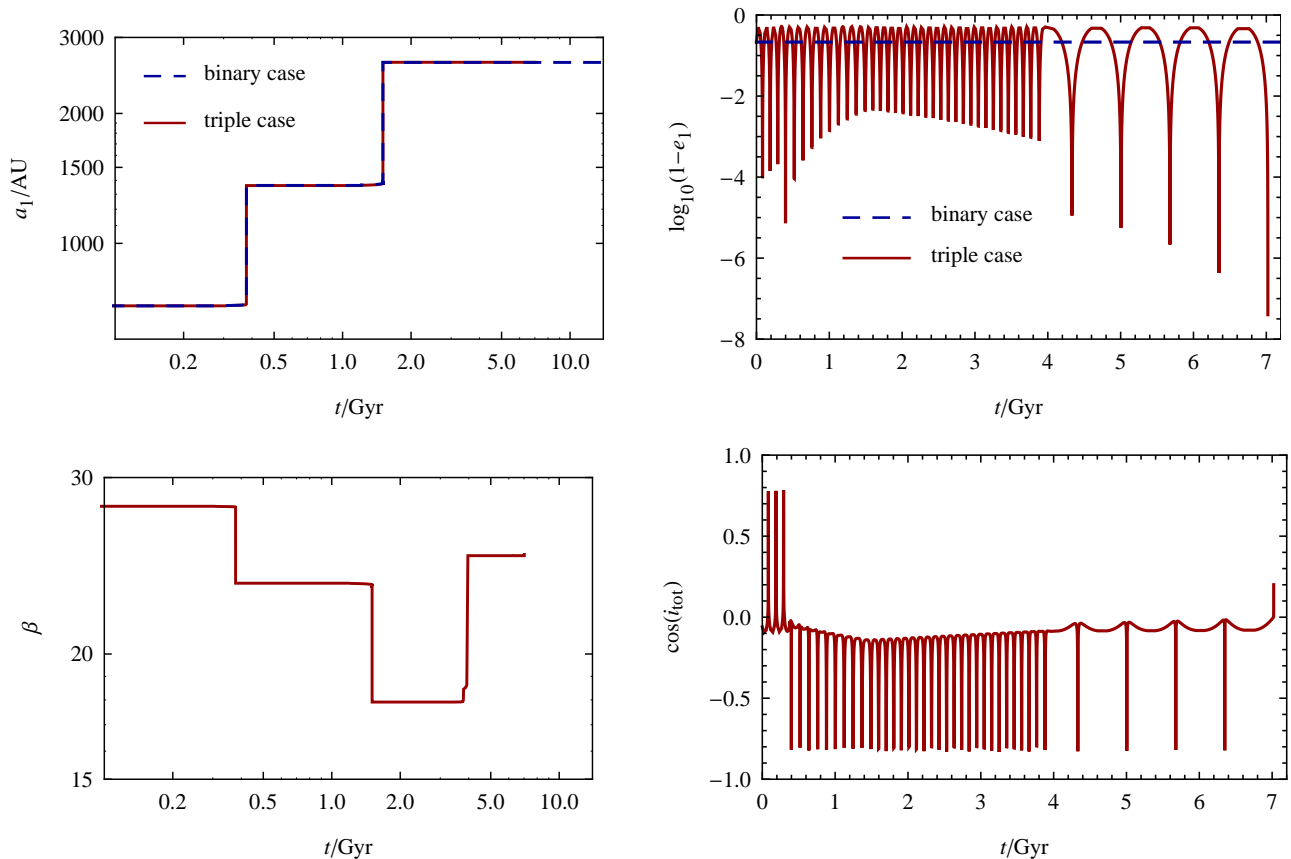 3000
2000
1500
1000
a₁/AU
binary case
triple case
0.2 0.5 1.0 2.0 5.0 10.0
t/Gyr
0
−2
−4
−6
−8
log₁₀(1−e₁)
binary case
triple case
0 1 2 3 4 5 6 7
t/Gyr
30
20
15
β
0.2 0.5 1.0 2.0 5.0 10.0
t/Gyr
1.0
0.5
0.0
−0.5
−1.0
cos(iₜₒₜ)
0 1 2 3 4 5 6 7
t/Gyr